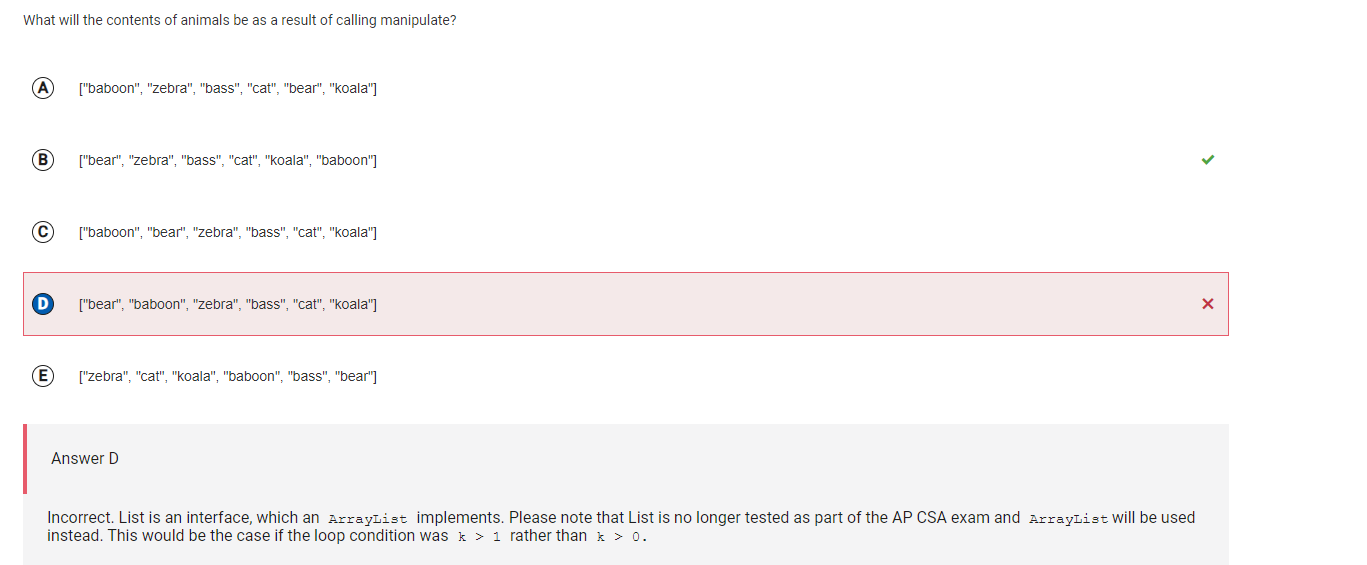 What will the contents of animals be as a result of calling manipulate?
A ["baboon", "zebra", "bass", "cat", "bear", "koala"]
B ["bear", "zebra", "bass", "cat", "koala", "baboon"]
C ["baboon", "bear", "zebra", "bass", "cat", "koala"]
D ["bear", "baboon", "zebra", "bass", "cat", "koala"]
E ["zebra", "cat", "koala", "baboon", "bass", "bear"]
Answer D
Incorrect. List is an interface, which an ArrayList implements. Please note that List is no longer tested as part of the AP CSA exam and ArrayList will be used
instead. This would be the case if the loop condition was k > 1 rather than k > 0.